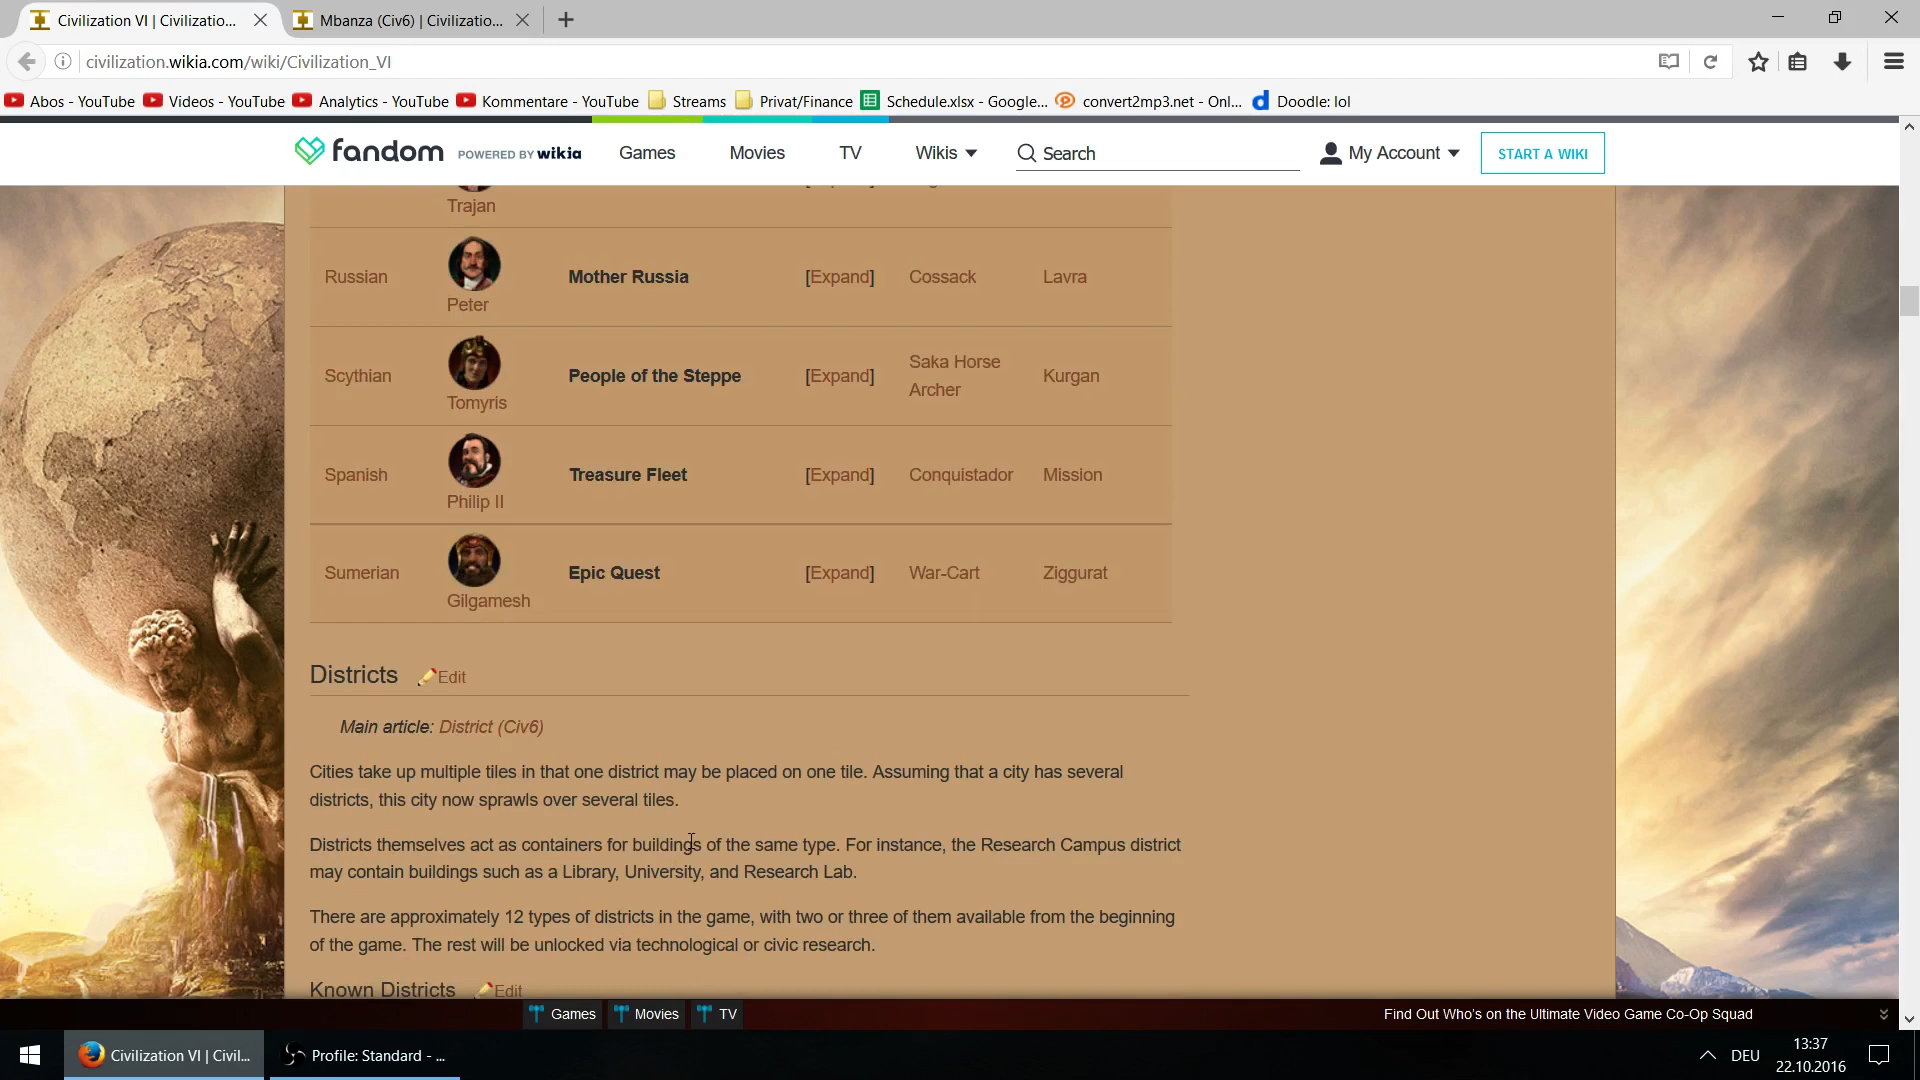 Civilization VI | Civilizatio...
Mbanza (Civ6) | Civilizatio...
civilization.wikia.com/wiki/Civilization_VI
Abos - YouTube Videos - YouTube Analytics - YouTube Kommentare - YouTube Streams Privat/Finance Schedule.xlsx - Google... convert2mp3.net - Onl... Doodle: lol
fandom POWERED BY wikia Games Movies TV Wikis Search My Account START A WIKI
Trajan
Russian Mother Russia [Expand] Cossack Lavra
Peter
Scythian People of the Steppe [Expand] Saka Horse Archer Kurgan
Tomyris
Spanish Treasure Fleet [Expand] Conquistador Mission
Philip II
Sumerian Epic Quest [Expand] War-Cart Ziggurat
Gilgamesh
Districts Edit
Main article: District (Civ6)
Cities take up multiple tiles in that one district may be placed on one tile. Assuming that a city has several
districts, this city now sprawls over several tiles.
Districts themselves act as containers for buildings of the same type. For instance, the Research Campus district
may contain buildings such as a Library, University, and Research Lab.
There are approximately 12 types of districts in the game, with two or three of them available from the beginning
of the game. The rest will be unlocked via technological or civic research.
Known Districts Edit
Games Movies TV Find Out Who's on the Ultimate Video Game Co-Op Squad
Civilization VI | Civil... Profile: Standard - ... DEU 13:37
22.10.2016